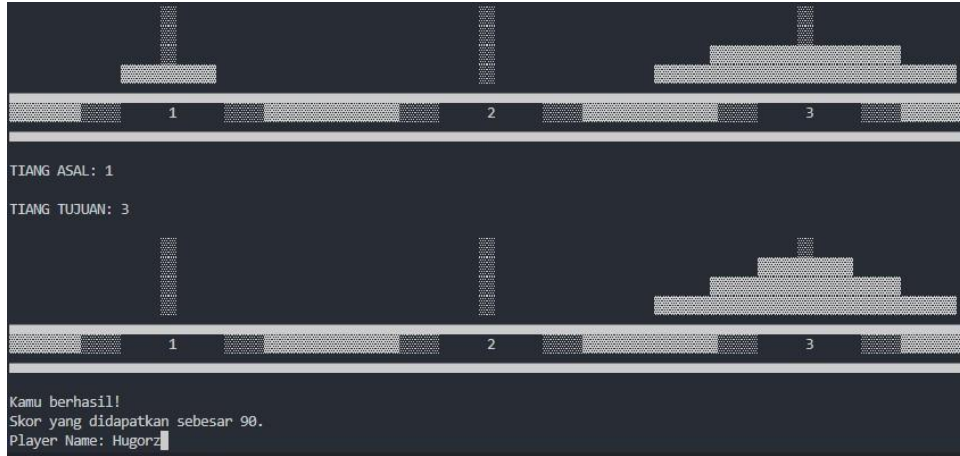 1 2 3
TIANG ASAL: 1
TIANG TUJUAN: 3
1 2 3
Kamu berhasil!
Skor yang didapatkan sebesar 90.
Player Name: Hugorz